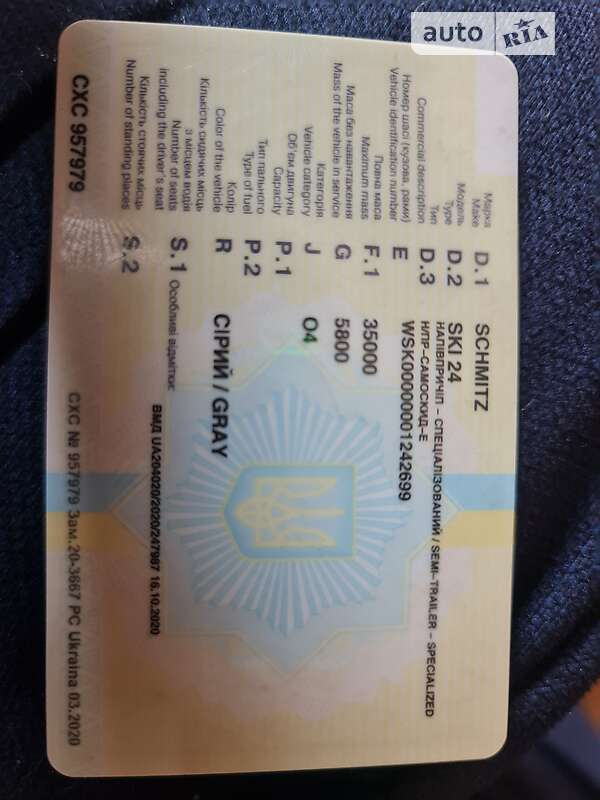 auto RIA
Марка D.1 SCHMITZ
Make
Модель D.2 SKI 24
Type
Тип D.3 НАПІВПРИЧІП – СПЕЦІАЛІЗОВАНИЙ / SEMI-TRAILER – SPECIALIZED
Commercial description Н/ПР-САМОСКИД-Е
Номер шасі (кузова, рами) E WSK00000001242699
Vehicle identification number
Повна маса F.1 35000
Maximum mass
Маса без навантаження G 5800
Mass of the vehicle in service
Категорія J O4
Vehicle category
Об'єм двигуна P.1
Capacity
Тип пального P.2
Type of fuel
Колір R СІРИЙ / GRAY
Color of the vehicle
Кількість сидячих місць S.1 Особливі відмітки:
з місцем водія
Number of seats
including the driver's seat
ВМД UA204020/2020/247987 16.10.2020
Кількість стоячих місць S.2
Number of standing places
СХС 957979
СХС № 957979 Зам.20-3667 РС Ukraina 03.2020